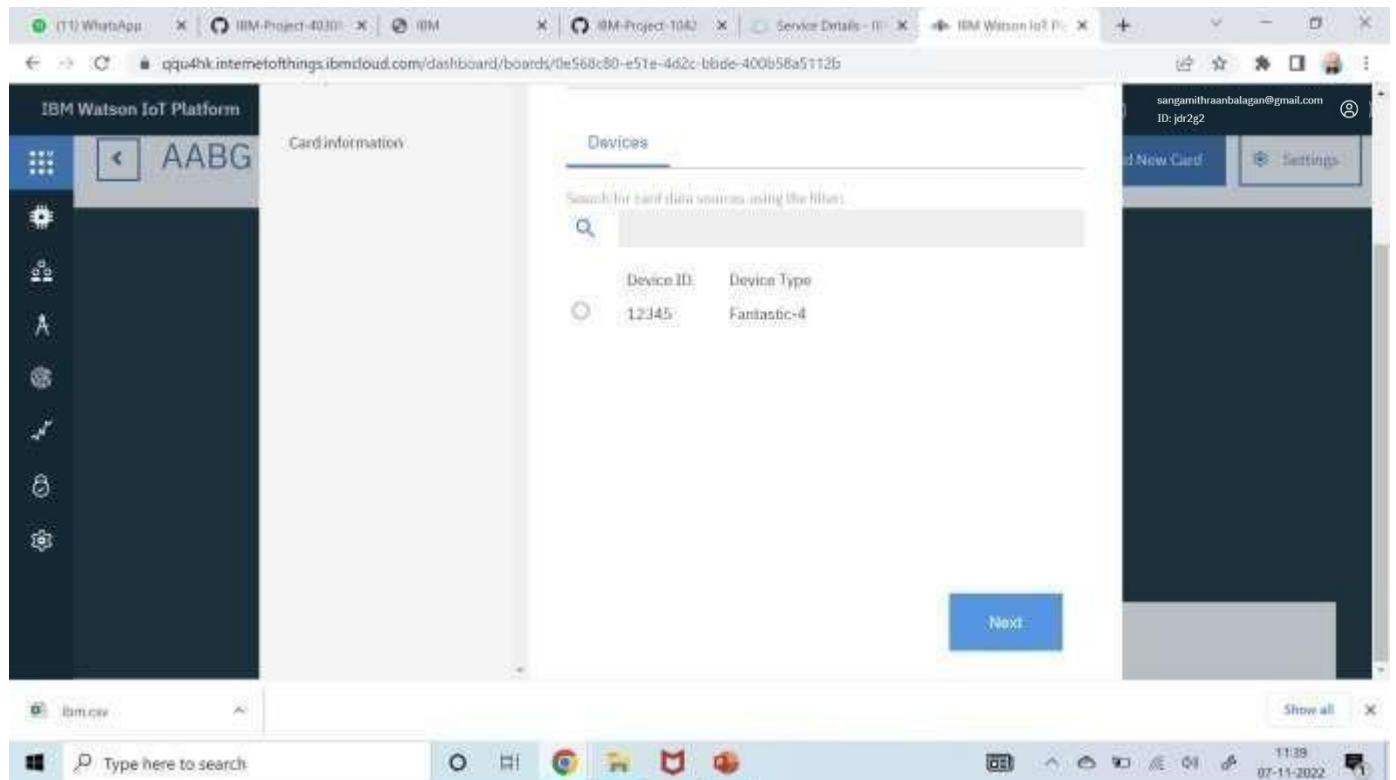 (11) WhatsApp
IBM-Project-40301-
IBM
IBM-Project-1042
Service Details - IB
IBM Watson IoT Pl
qqu4hk.internetofthings.ibmcloud.com/dashboard/boards/0e568c80-e51e-4d2c-bbde-400b58a5112b
IBM Watson IoT Platform
sangamithraanbalagan@gmail.com
ID: jdr2g2
AABG
Card information
Devices
d New Card
Settings
Search for card data sources using the filter.
Device ID Device Type
12345 Fantastic-4
Next
ibm.csv
Show all
Type here to search
11:39
07-11-2022